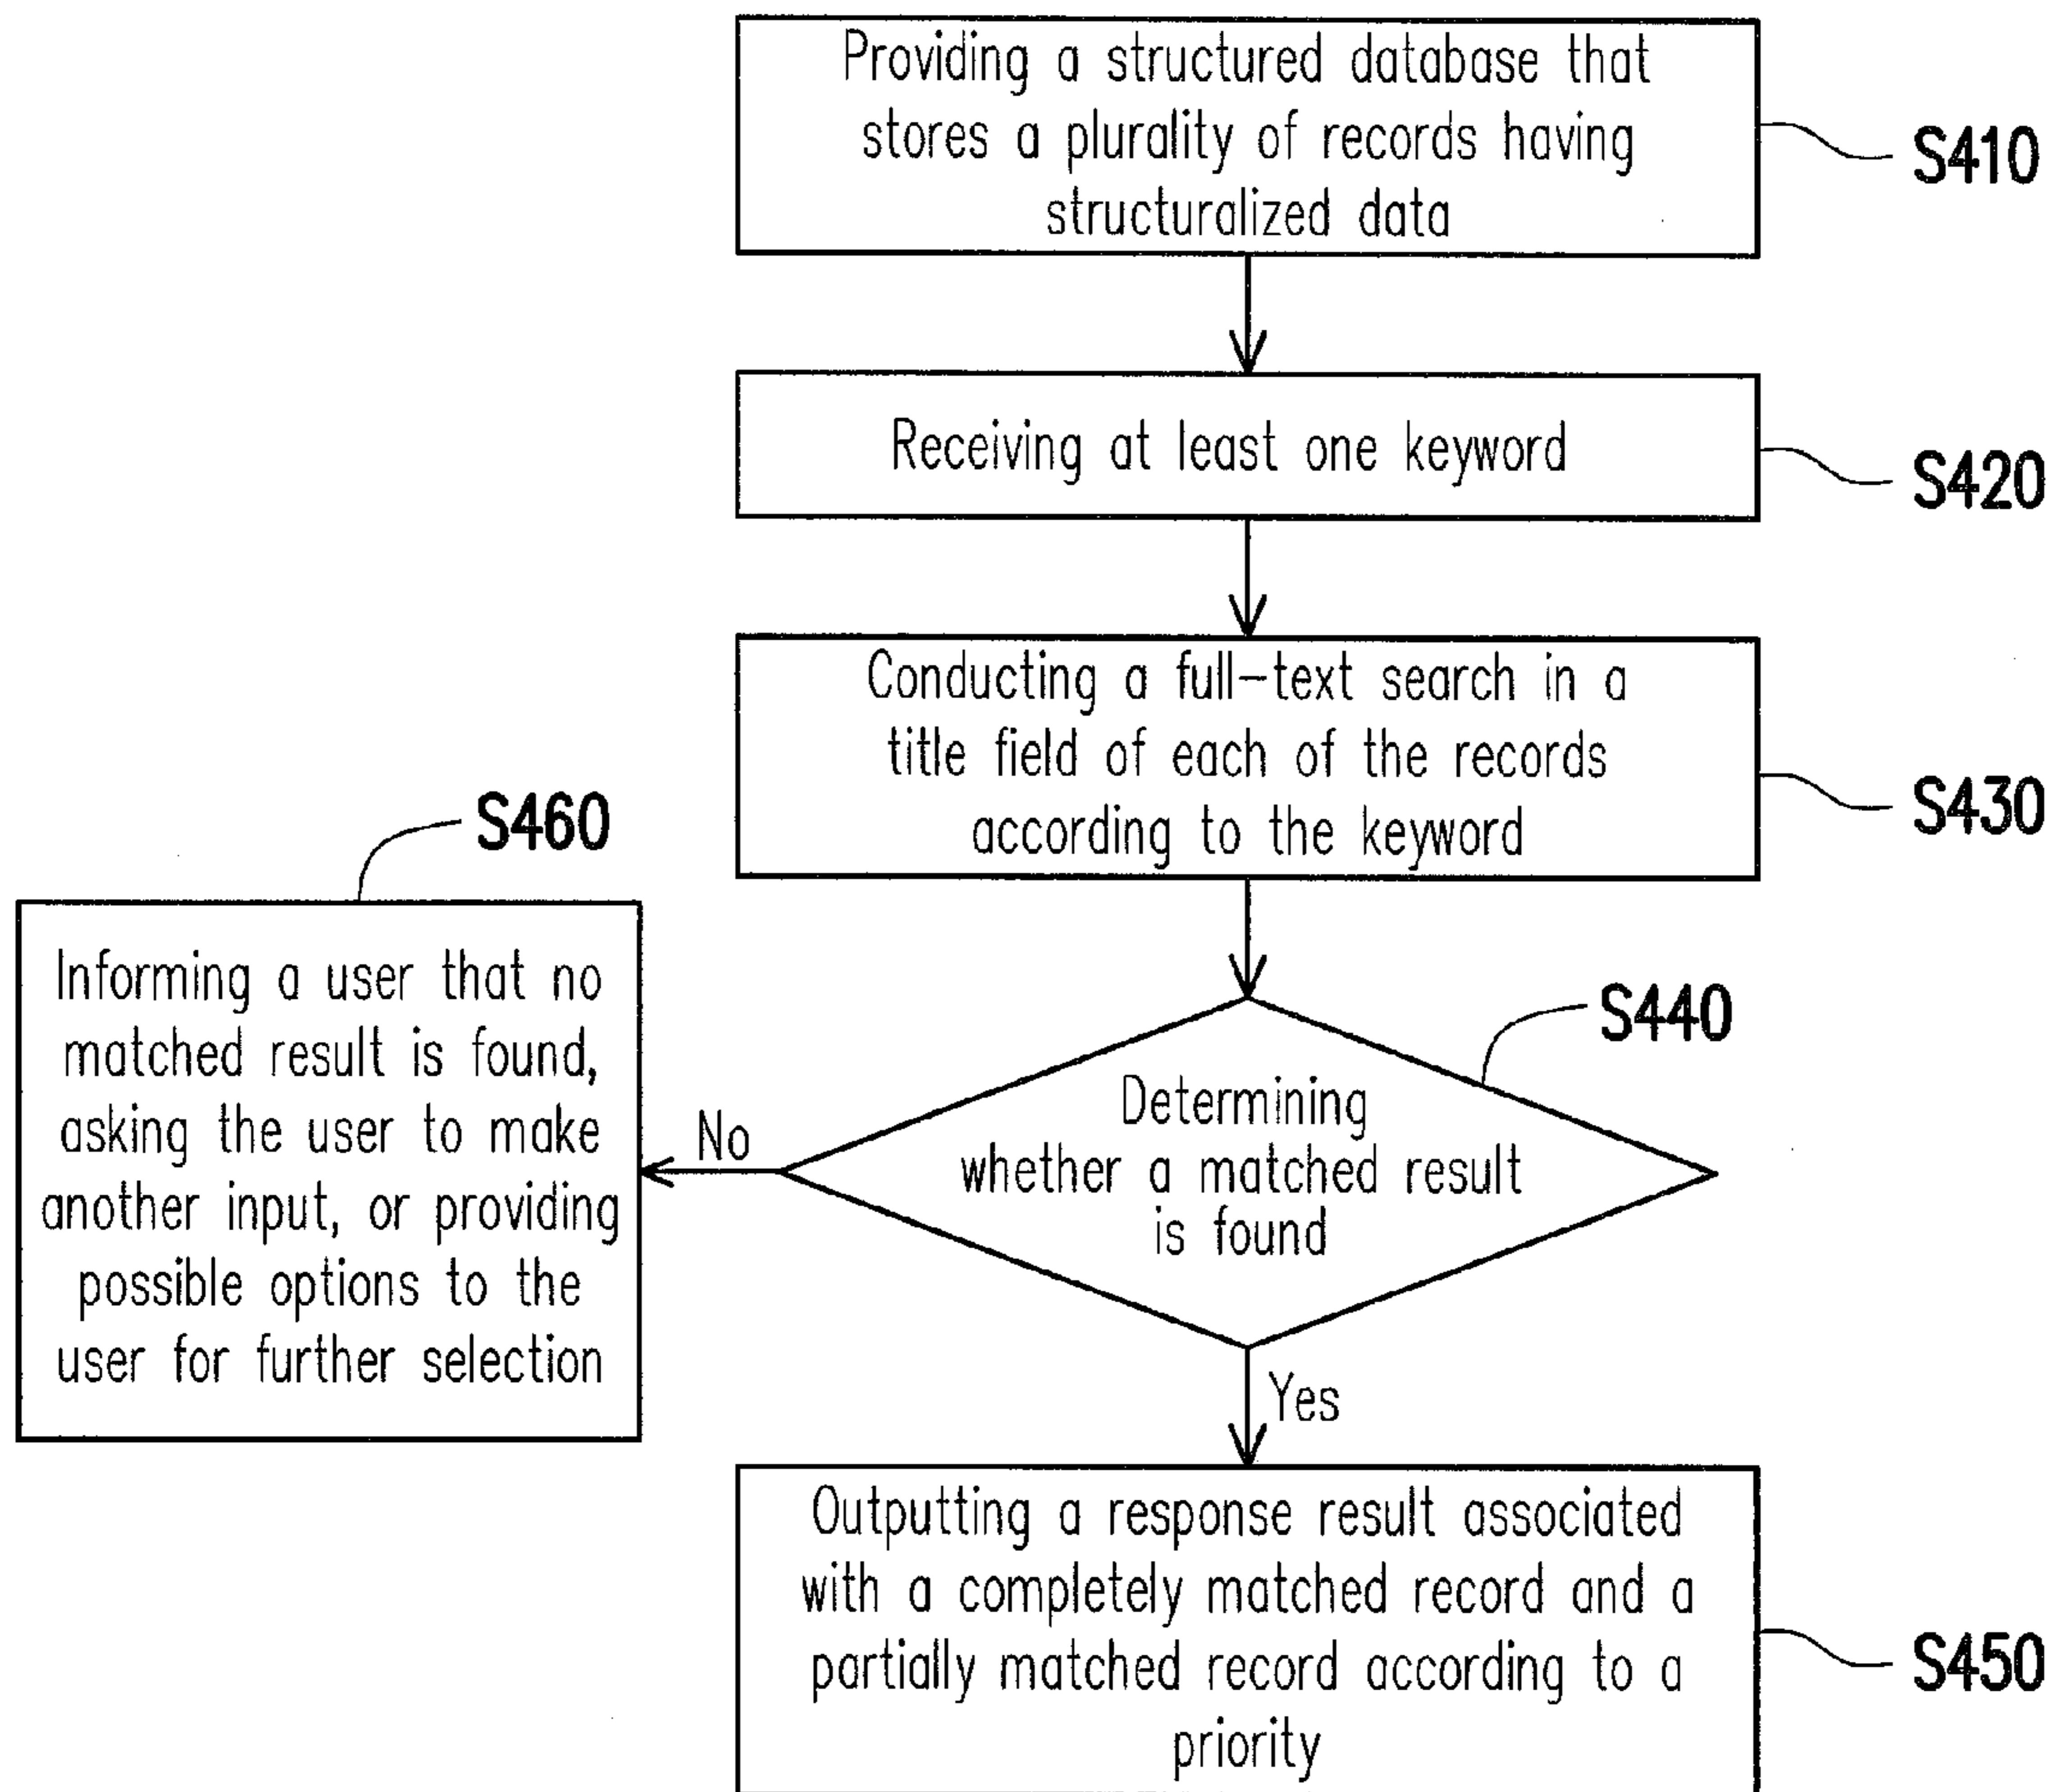 Providing a structured database that
stores a plurality of records having
structuralized data
S410
Receiving at least one keyword
S420
Conducting a full-text search in a
title field of each of the records
according to the keyword
S430
S460
Informing a user that no
matched result is found,
asking the user to make
another input, or providing
possible options to the
user for further selection
No
S440
Determining
whether a matched result
is found
Yes
Outputting a response result associated
with a completely matched record and a
partially matched record according to a
priority
S450